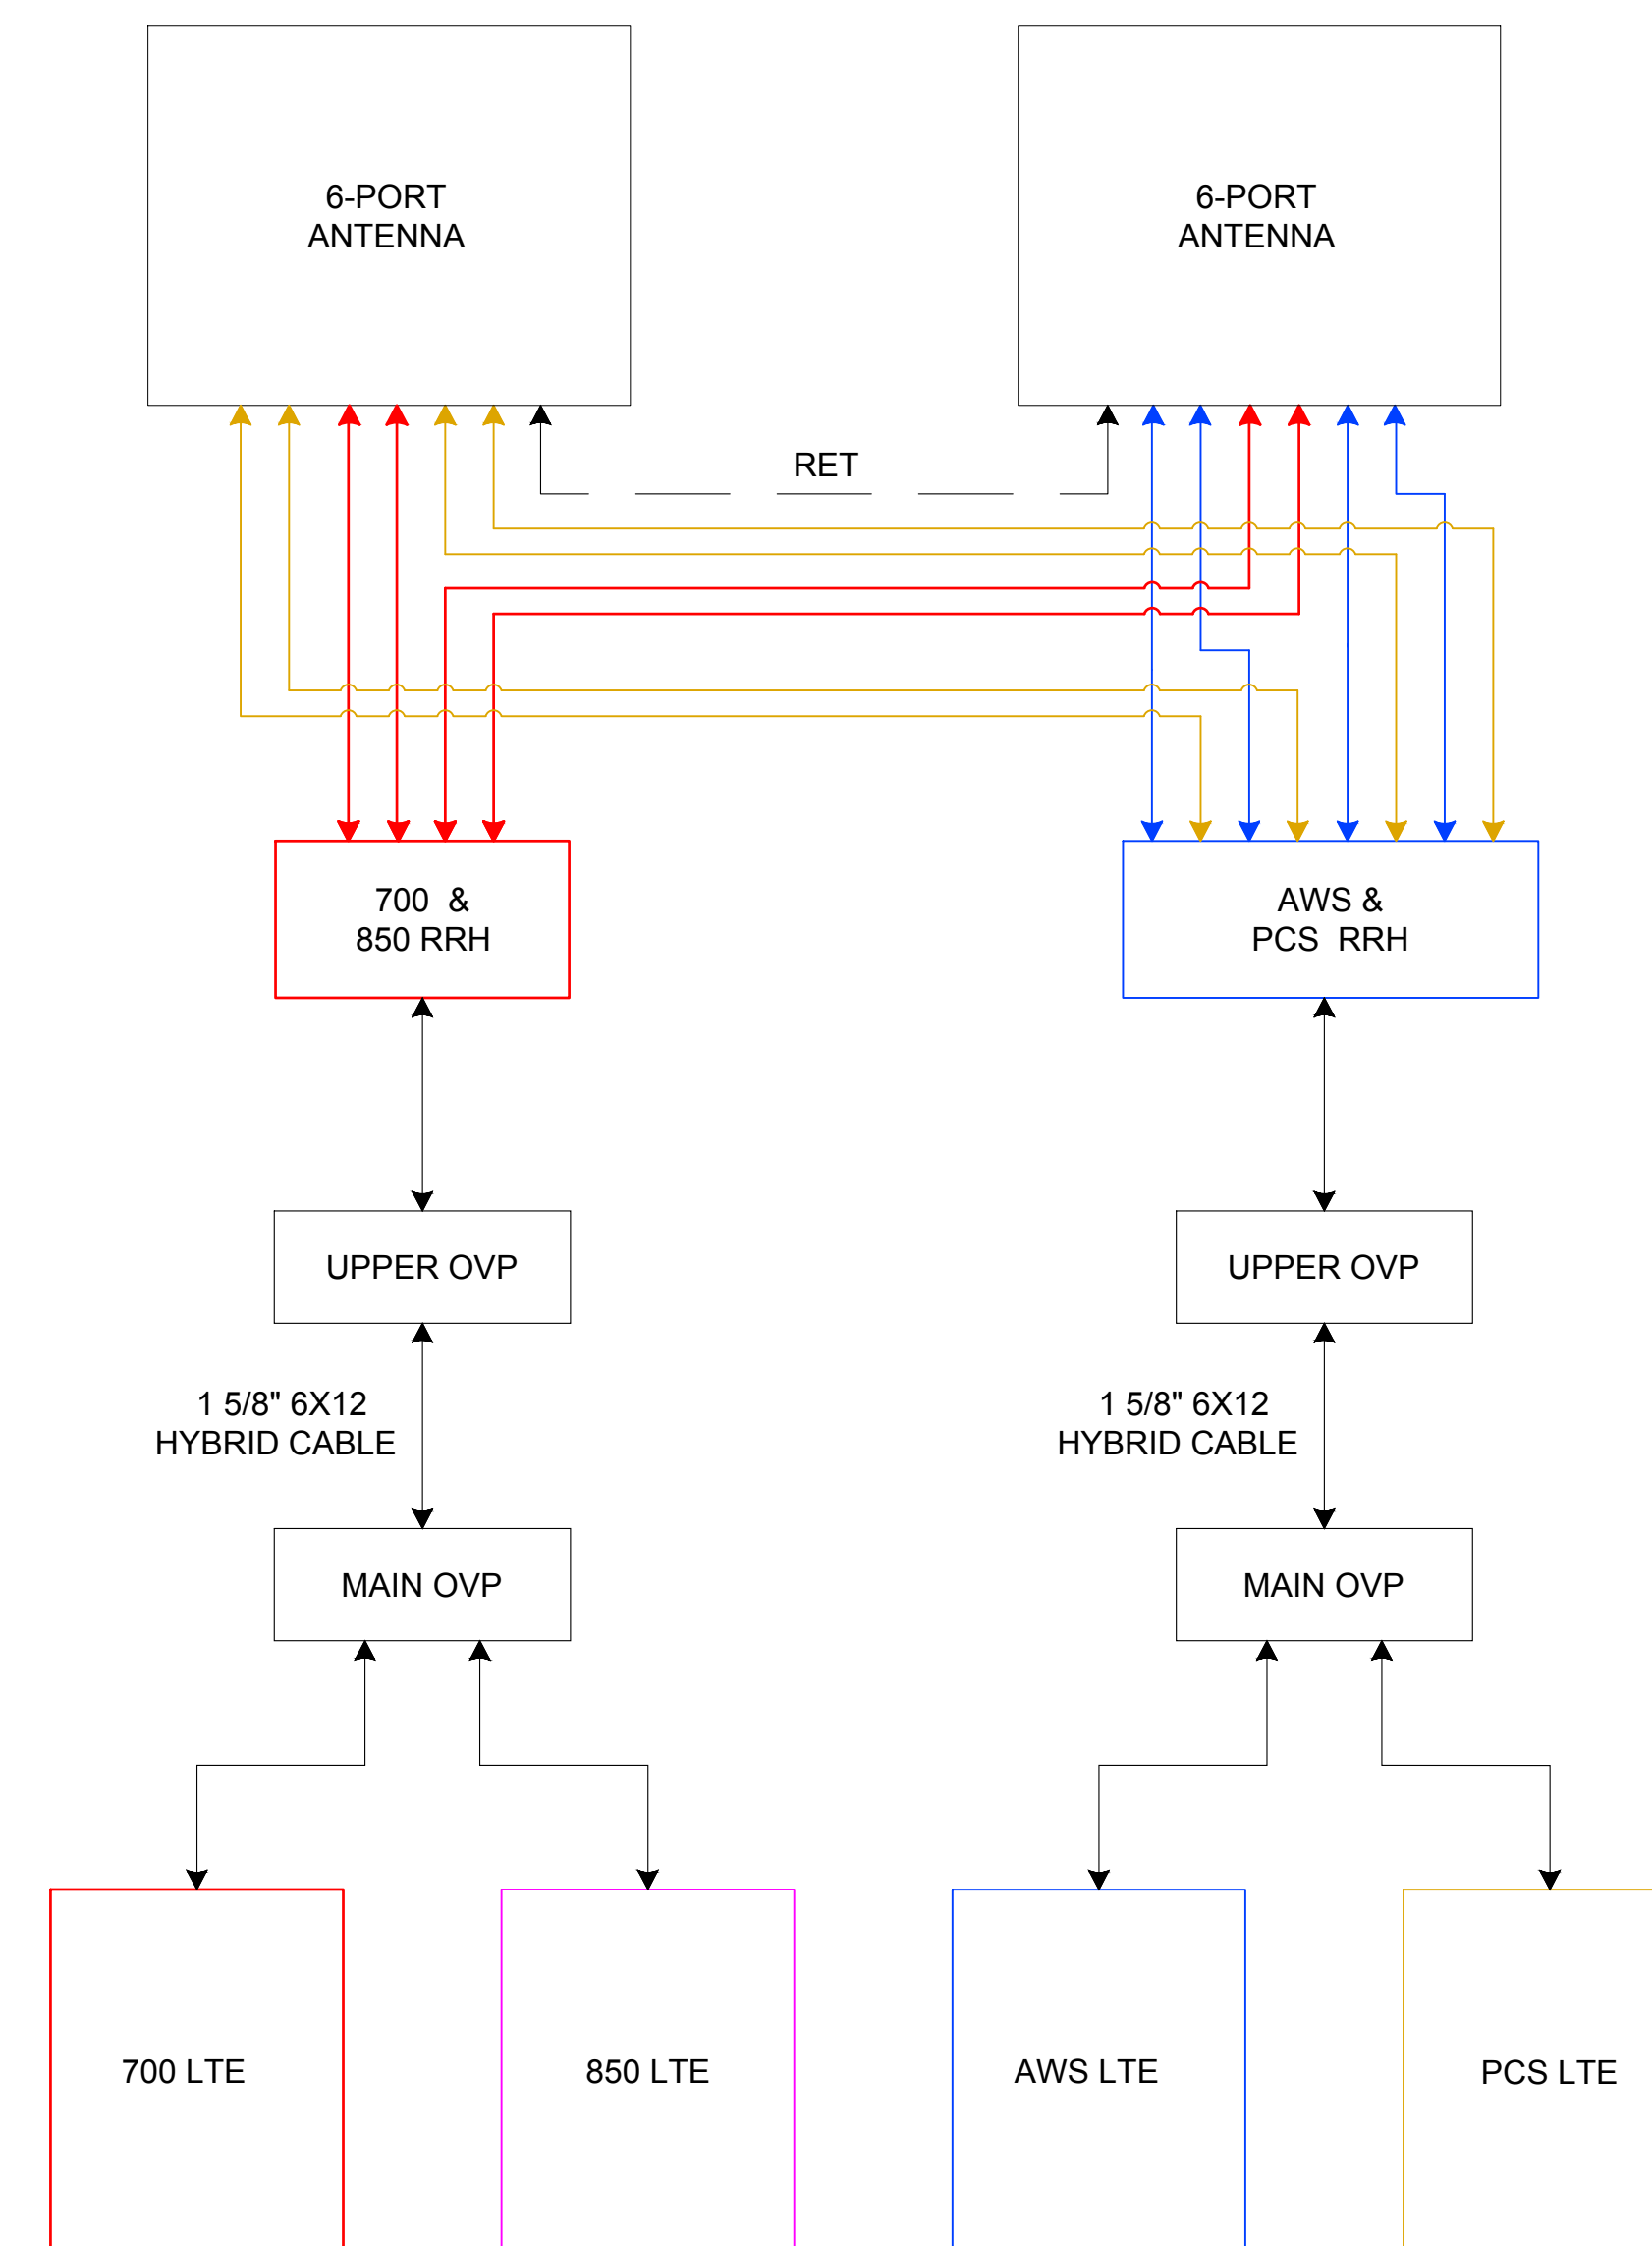 6-PORT
ANTENNA
6-PORT
ANTENNA
RET
700 &
850 RRH
AWS &
PCS RRH
UPPER OVP
UPPER OVP
1 5/8" 6X12
HYBRID CABLE
1 5/8" 6X12
HYBRID CABLE
MAIN OVP
MAIN OVP
700 LTE
850 LTE
AWS LTE
PCS LTE